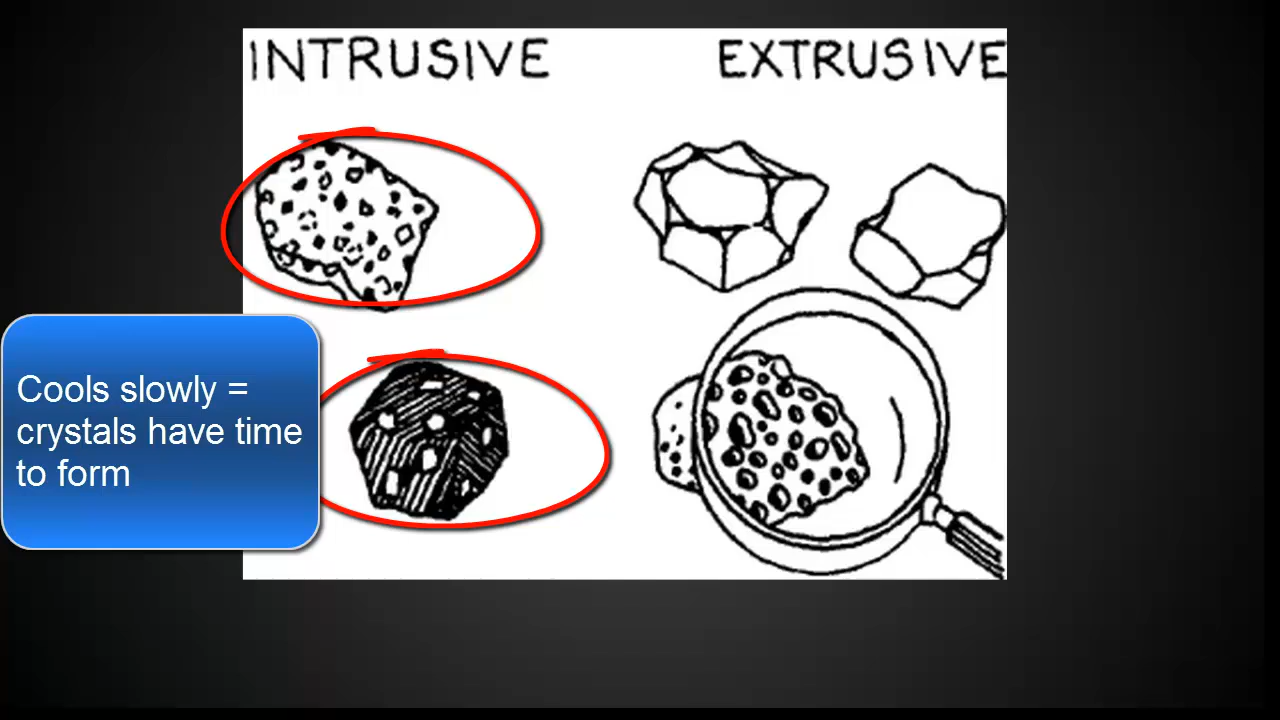 INTRUSIVE
EXTRUSIVE
Cools slowly =
crystals have time
to form